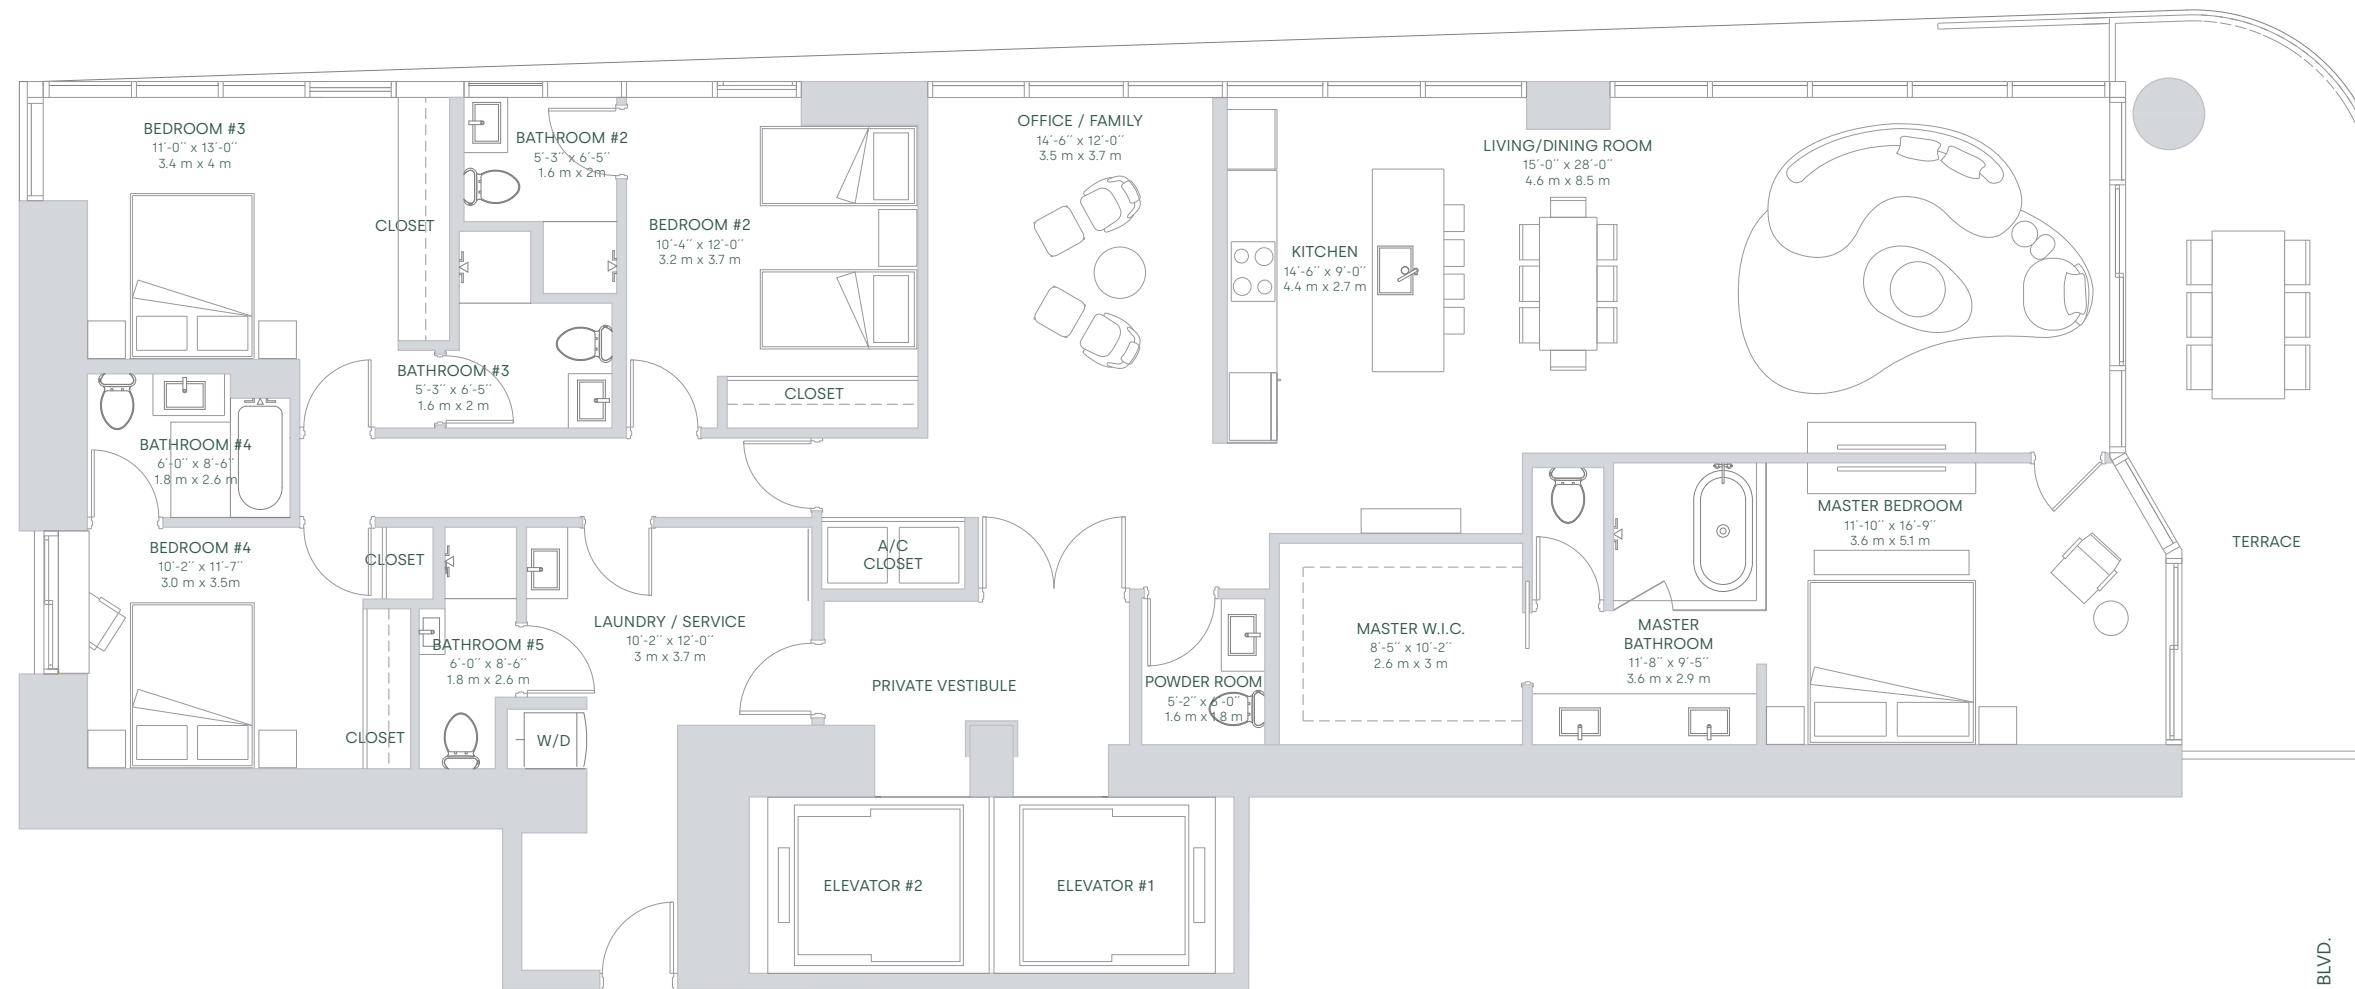 BEDROOM #3
11´-0´´ x 13´-0´´
3.4 m x 4 m
CLOSET
BATHROOM #2
5´-3´´ x 6´-5´´
1.6 m x 2m
BEDROOM #2
10´-4´´ x 12´-0´´
3.2 m x 3.7 m
CLOSET
OFFICE / FAMILY
14´-6´´ x 12´-0´´
3.5 m x 3.7 m
KITCHEN
14´-6´´ x 9´-0´´
4.4 m x 2.7 m
LIVING/DINING ROOM
15´-0´´ x 28´-0´´
4.6 m x 8.5 m
BATHROOM #3
5´-3´´ x 6´-5´´
1.6 m x 2 m
BATHROOM #4
6´-0´´ x 8´-6´´
1.8 m x 2.6 m
BEDROOM #4
10´-2´´ x 11´-7´´
3.0 m x 3.5m
CLOSET
CLOSET
BATHROOM #5
6´-0´´ x 8´-6´´
1.8 m x 2.6 m
W/D
LAUNDRY / SERVICE
10´-2´´ x 12´-0´´
3 m x 3.7 m
A/C
CLOSET
PRIVATE VESTIBULE
POWDER ROOM
5´-2´´ x 6´-0´´
1.6 m x 1.8 m
MASTER W.I.C.
8´-5´´ x 10´-2´´
2.6 m x 3 m
MASTER
BATHROOM
11´-8´´ x 9´-5´´
3.6 m x 2.9 m
MASTER BEDROOM
11´-10´´ x 16´-9´´
3.6 m x 5.1 m
TERRACE
ELEVATOR #2
ELEVATOR #1
BLVD.